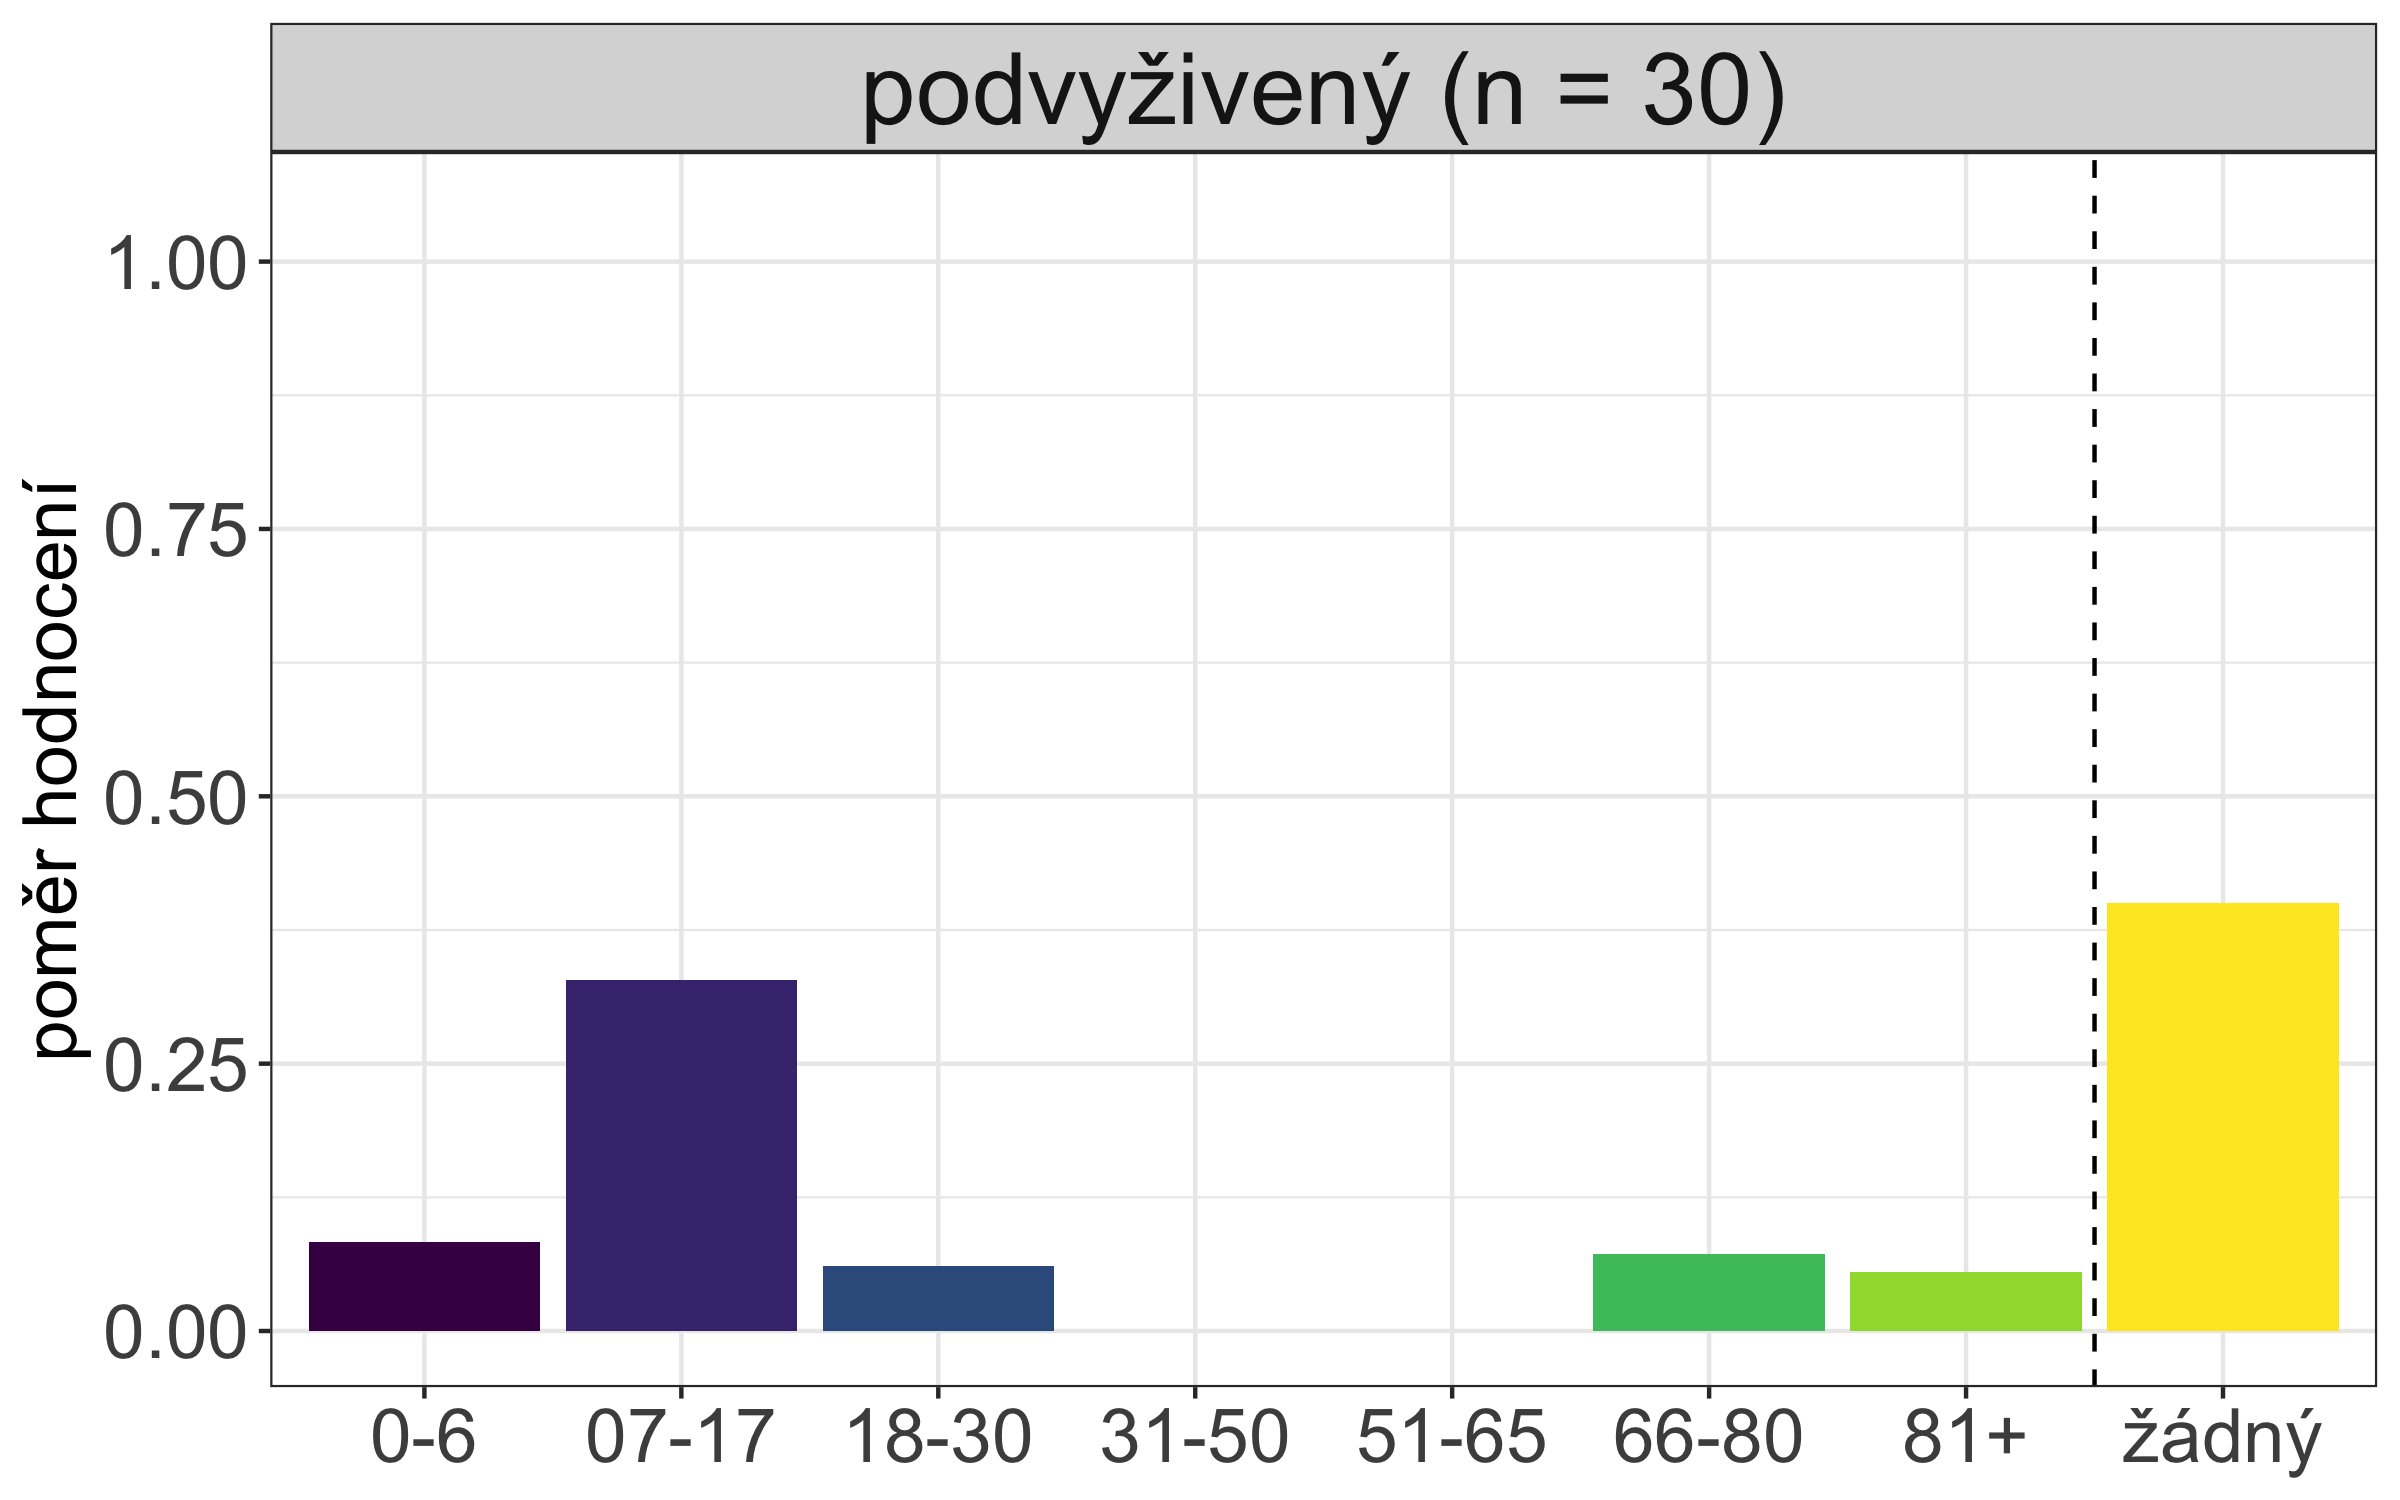 podvyživený (n = 30)
poměr hodnocení
1.00
0.75
0.50
0.25
0.00
0-6 07-17 18-30 31-50 51-65 66-80 81+ žádný